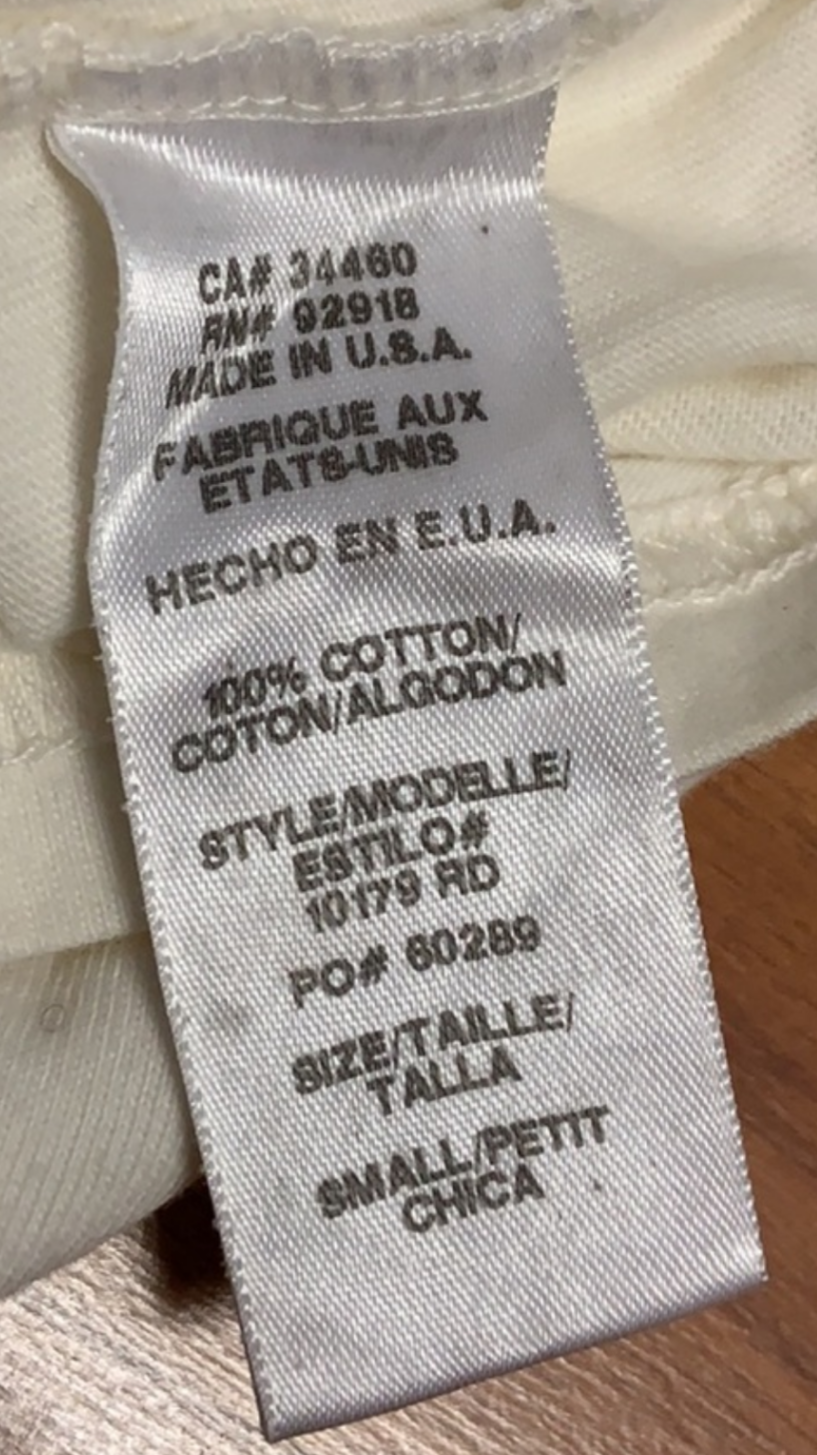 CA# 34460
RN# 92918
MADE IN U.S.A.
FABRIQUE AUX
ETATS-UNIS
HECHO EN E.U.A.
100% COTTON/
COTON/ALGODON
STYLE/MODELLE/
ESTILO#
10179 RD
PO# 60289
SIZE/TAILLE/
TALLA
SMALL/PETIT
CHICA